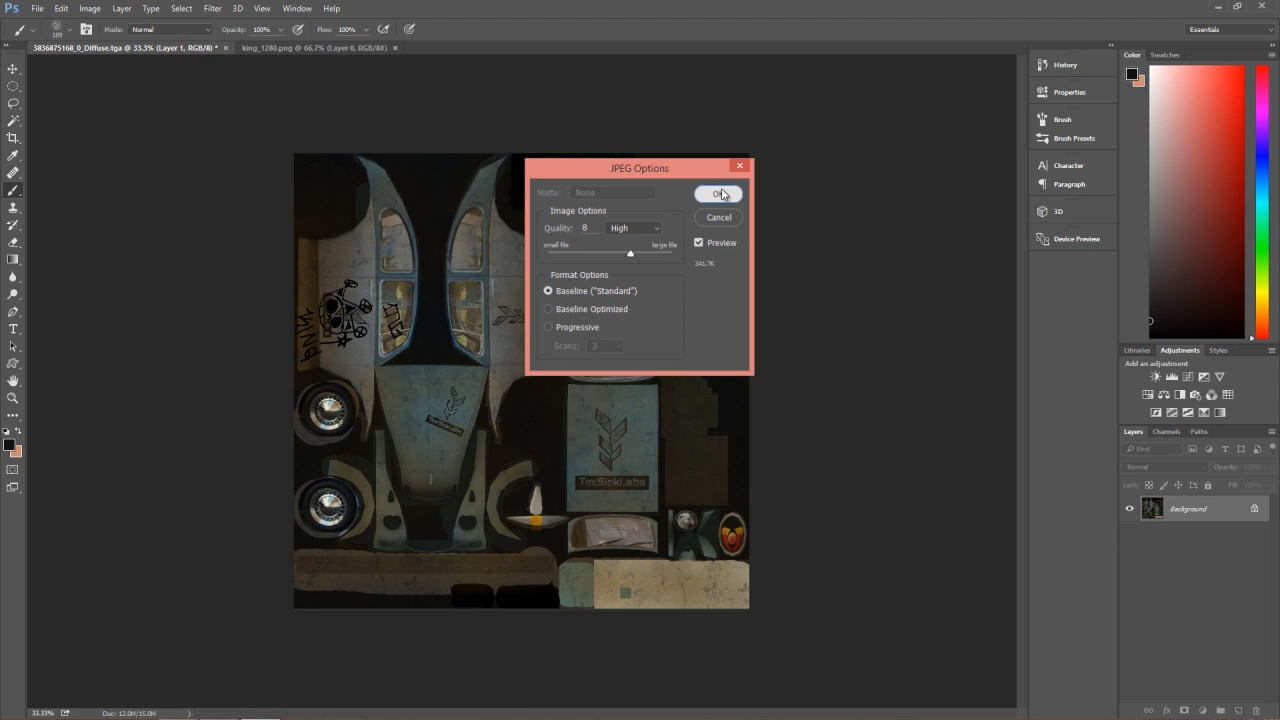 Ps File Edit Image Layer Type Select Filter 3D View Window Help
189 Mode: Normal Opacity: 100% Flow: 100% Essentials
3836875168_0_Diffuse.tga @ 33.3% (Layer 1, RGB/8) * × king_1280.png @ 66.7% (Layer 0, RGB/8#) ×
JPEG Options
Matte: None
Image Options
Quality: 8 High
small file large file
Format Options
Baseline ("Standard")
Baseline Optimized
Progressive
Scans: 3
Cancel
Preview
341.7K
KING
ToxSickLabs
ToxSickLabs
History
Properties
Brush
Brush Presets
Character
Paragraph
3D
Device Preview
Color Swatches
Libraries Adjustments Styles
Add an adjustment
Layers Channels Paths
Kind
Normal Opacity: 100%
Lock: Fill: 100%
Background
33.33% Doc: 12.0M/15.0M